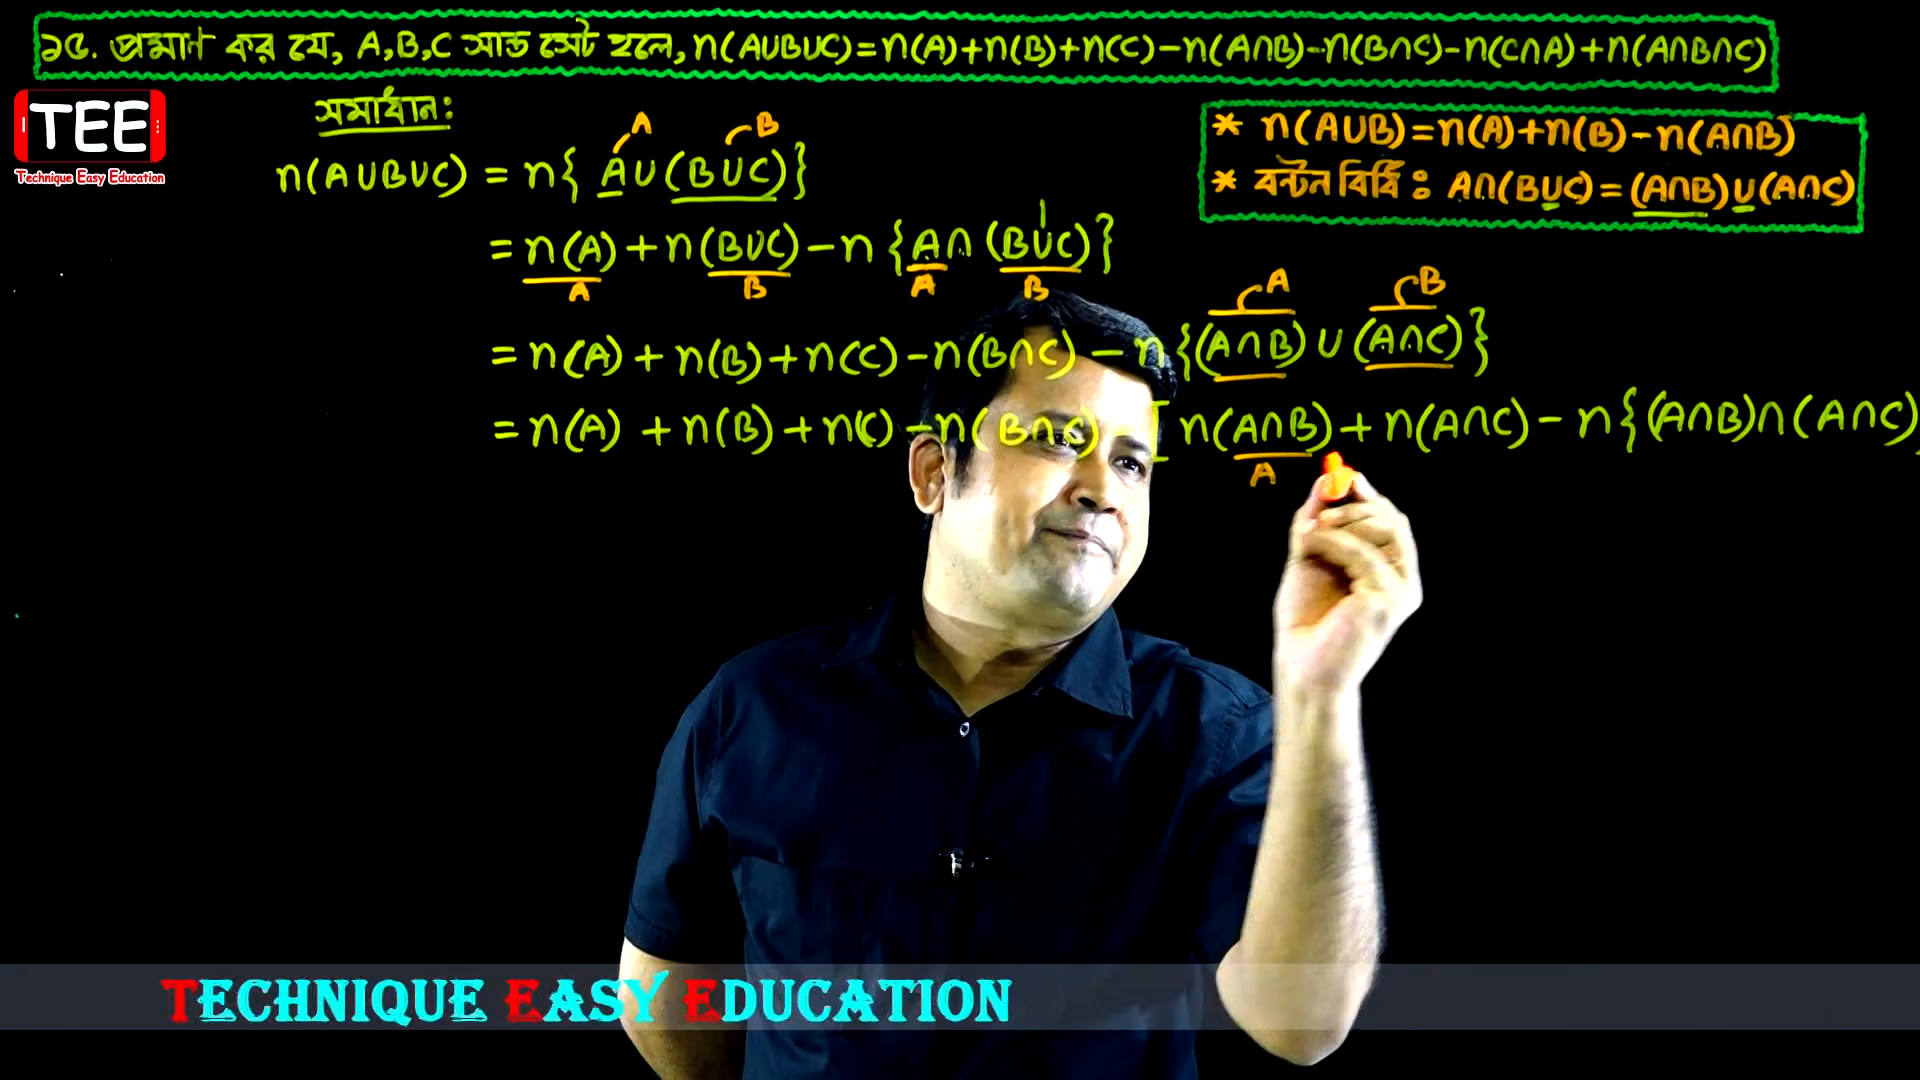 ১৫. প্রমাণ কর যে, A,B,C সান্ত সেট হলে, n(A∪B∪C)=n(A)+n(B)+n(C)-n(A∩B)-n(B∩C)-n(C∩A)+n(A∩B∩C)
TEE
Technique Easy Education
সমাধান:
* n(A∪B)=n(A)+n(B)-n(A∩B)
* বন্টন বিধি: A∩(B∪C)=(A∩B)∪(A∩C)
A B
n(A∪B∪C) = n{A∪(B∪C)}
= n(A)+n(B∪C)-n{A∩(B∪C)}
A B A B
A B
= n(A)+n(B)+n(C)-n(B∩C)-n{(A∩B)∪(A∩C)}
= n(A)+n(B)+n(C)-n(B∩C)-[n(A∩B)+n(A∩C)-n{(A∩B)∩(A∩C)
A
TECHNIQUE EASY EDUCATION